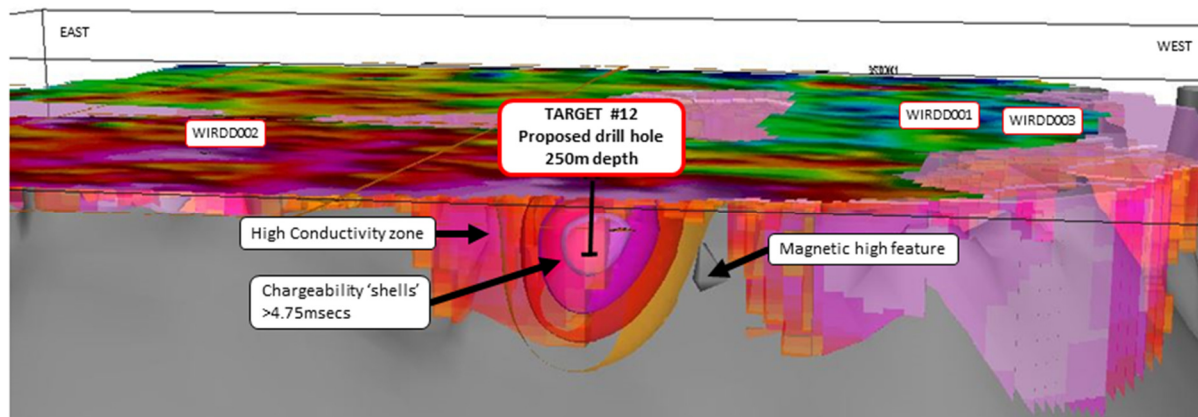 EAST
WEST
WIRDD002
TARGET #12
Proposed drill hole
250m depth
WIRDD001
WIRDD003
High Conductivity zone
Magnetic high feature
Chargeability ‘shells’
>4.75msecs